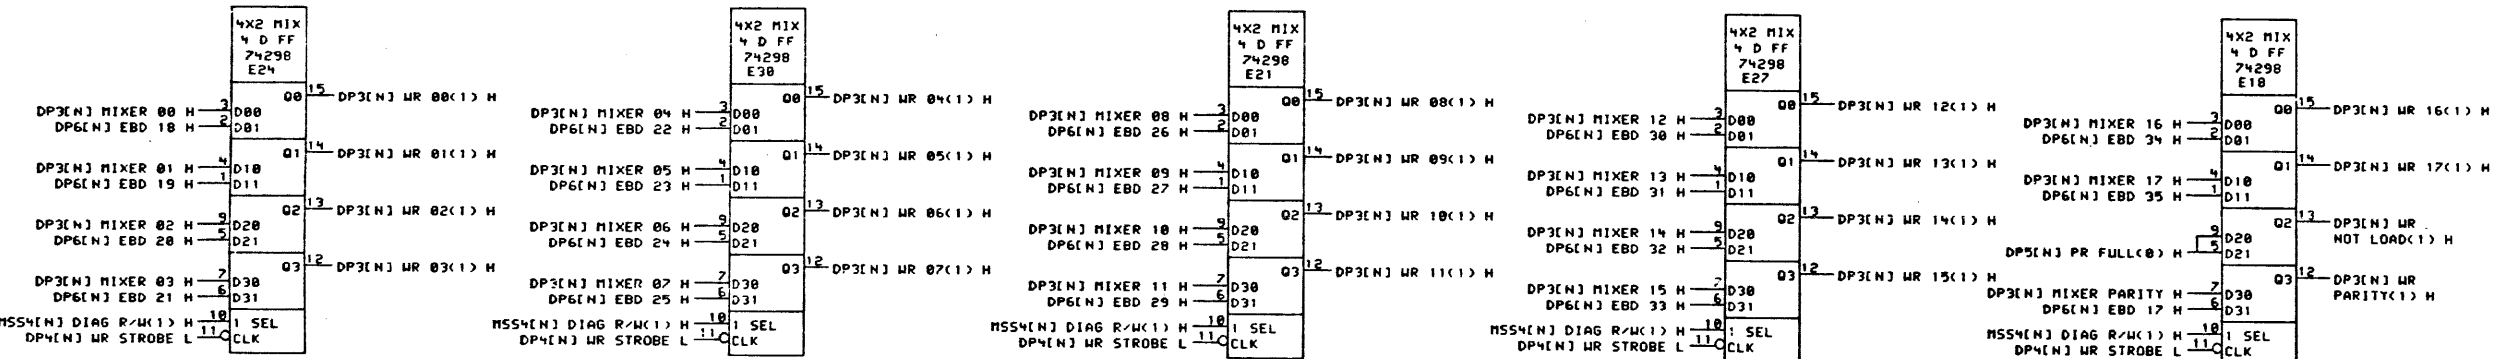 4X2 MIX
4 D FF
74298
E24
Q0 15 DP3[N] WR 00(1) H
DP3[N] MIXER 00 H 3 D00
DP6[N] EBD 18 H 2 D01
Q1 14 DP3[N] WR 01(1) H
DP3[N] MIXER 01 H 4 D10
DP6[N] EBD 19 H 1 D11
Q2 13 DP3[N] WR 02(1) H
DP3[N] MIXER 02 H 9 D20
DP6[N] EBD 20 H 5 D21
Q3 12 DP3[N] WR 03(1) H
DP3[N] MIXER 03 H 7 D30
DP6[N] EBD 21 H 6 D31
MSS4[N] DIAG R/W(1) H 10 1 SEL
DP4[N] WR STROBE L 11 CLK
4X2 MIX
4 D FF
74298
E30
Q0 15 DP3[N] WR 04(1) H
DP3[N] MIXER 04 H 3 D00
DP6[N] EBD 22 H 2 D01
Q1 14 DP3[N] WR 05(1) H
DP3[N] MIXER 05 H 4 D10
DP6[N] EBD 23 H 1 D11
Q2 13 DP3[N] WR 06(1) H
DP3[N] MIXER 06 H 9 D20
DP6[N] EBD 24 H 5 D21
Q3 12 DP3[N] WR 07(1) H
DP3[N] MIXER 07 H 7 D30
DP6[N] EBD 25 H 6 D31
MSS4[N] DIAG R/W(1) H 10 1 SEL
DP4[N] WR STROBE L 11 CLK
4X2 MIX
4 D FF
74298
E21
Q0 15 DP3[N] WR 08(1) H
DP3[N] MIXER 08 H 3 D00
DP6[N] EBD 26 H 2 D01
Q1 14 DP3[N] WR 09(1) H
DP3[N] MIXER 09 H 4 D10
DP6[N] EBD 27 H 1 D11
Q2 13 DP3[N] WR 10(1) H
DP3[N] MIXER 10 H 9 D20
DP6[N] EBD 28 H 5 D21
Q3 12 DP3[N] WR 11(1) H
DP3[N] MIXER 11 H 7 D30
DP6[N] EBD 29 H 6 D31
MSS4[N] DIAG R/W(1) H 10 1 SEL
DP4[N] WR STROBE L 11 CLK
4X2 MIX
4 D FF
74298
E27
Q0 15 DP3[N] WR 12(1) H
DP3[N] MIXER 12 H 3 D00
DP6[N] EBD 30 H 2 D01
Q1 14 DP3[N] WR 13(1) H
DP3[N] MIXER 13 H 4 D10
DP6[N] EBD 31 H 1 D11
Q2 13 DP3[N] WR 14(1) H
DP3[N] MIXER 14 H 9 D20
DP6[N] EBD 32 H 5 D21
Q3 12 DP3[N] WR 15(1) H
DP3[N] MIXER 15 H 7 D30
DP6[N] EBD 33 H 6 D31
MSS4[N] DIAG R/W(1) H 10 1 SEL
DP4[N] WR STROBE L 11 CLK
4X2 MIX
4 D FF
74298
E18
Q0 15 DP3[N] WR 16(1) H
DP3[N] MIXER 16 H 3 D00
DP6[N] EBD 34 H 2 D01
Q1 14 DP3[N] WR 17(1) H
DP3[N] MIXER 17 H 4 D10
DP6[N] EBD 35 H 1 D11
Q2 13 DP3[N] WR
NOT LOAD(1) H
9 D20
DP5[N] PR FULL(0) H 5 D21
Q3 12 DP3[N] WR
PARITY(1) H
DP3[N] MIXER PARITY H 7 D30
DP6[N] EBD 17 H 6 D31
MSS4[N] DIAG R/W(1) H 10 1 SEL
DP4[N] WR STROBE L 11 CLK